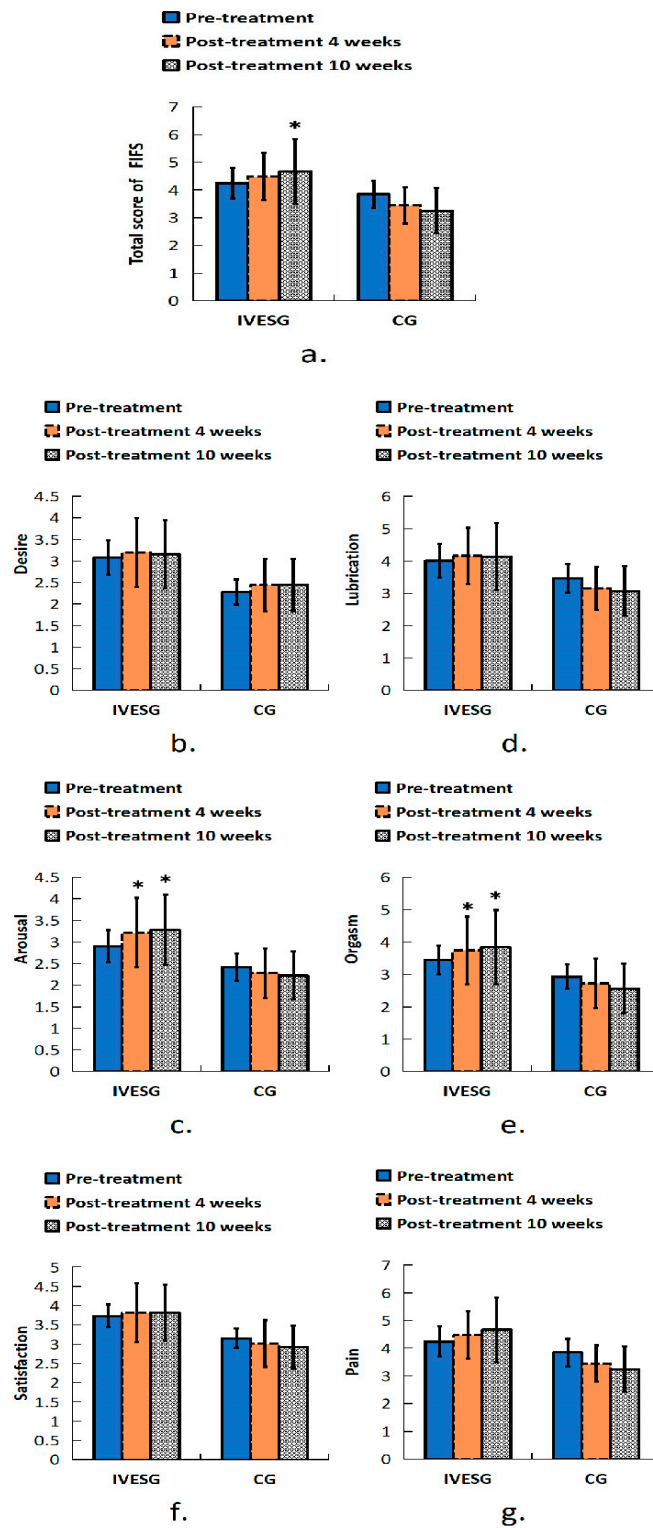 Pre-treatment
Post-treatment 4 weeks
Post-treatment 10 weeks
Total score of FIFS
7
6
5
4
3
2
1
0
*
IVESG CG
a.
Pre-treatment
Post-treatment 4 weeks
Post-treatment 10 weeks
Desire
4.5
4
3.5
3
2.5
2
1.5
1
0.5
0
IVESG CG
b.
Pre-treatment
Post-treatment 4 weeks
Post-treatment 10 weeks
Lubrication
6
5
4
3
2
1
0
IVESG CG
d.
Pre-treatment
Post-treatment 4 weeks
Post-treatment 10 weeks
Arousal
4.5
4
3.5
3
2.5
2
1.5
1
0.5
0
* *
IVESG CG
c.
Pre-treatment
Post-treatment 4 weeks
Post-treatment 10 weeks
Orgasm
6
5
4
3
2
1
0
* *
IVESG CG
e.
Pre-treatment
Post-treatment 4 weeks
Post-treatment 10 weeks
Satisfaction
5
4.5
4
3.5
3
2.5
2
1.5
1
0.5
0
IVESG CG
f.
Pre-treatment
Post-treatment 4 weeks
Post-treatment 10 weeks
Pain
7
6
5
4
3
2
1
0
IVESG CG
g.